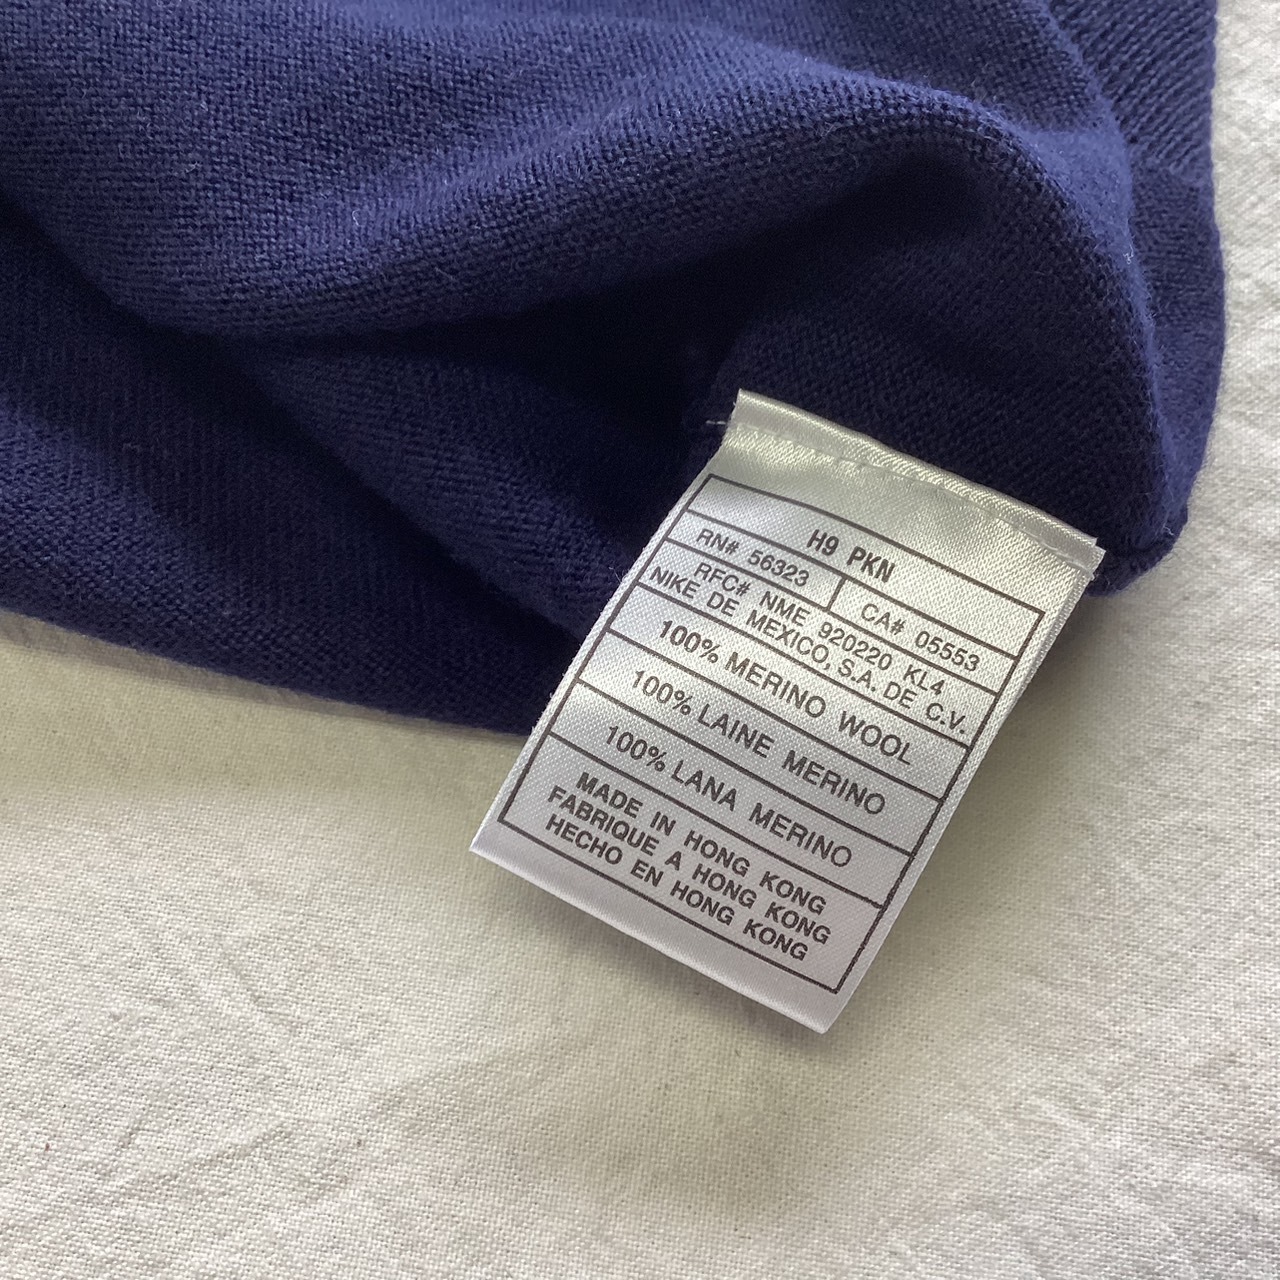 H9 PKN
RN# 56323
CA# 05553
RFC# NME 920220 KL4
NIKE DE MEXICO, S.A. DE C.V.
100% MERINO WOOL
100% LAINE MERINO
100% LANA MERINO
MADE IN HONG KONG
FABRIQUE A HONG KONG
HECHO EN HONG KONG